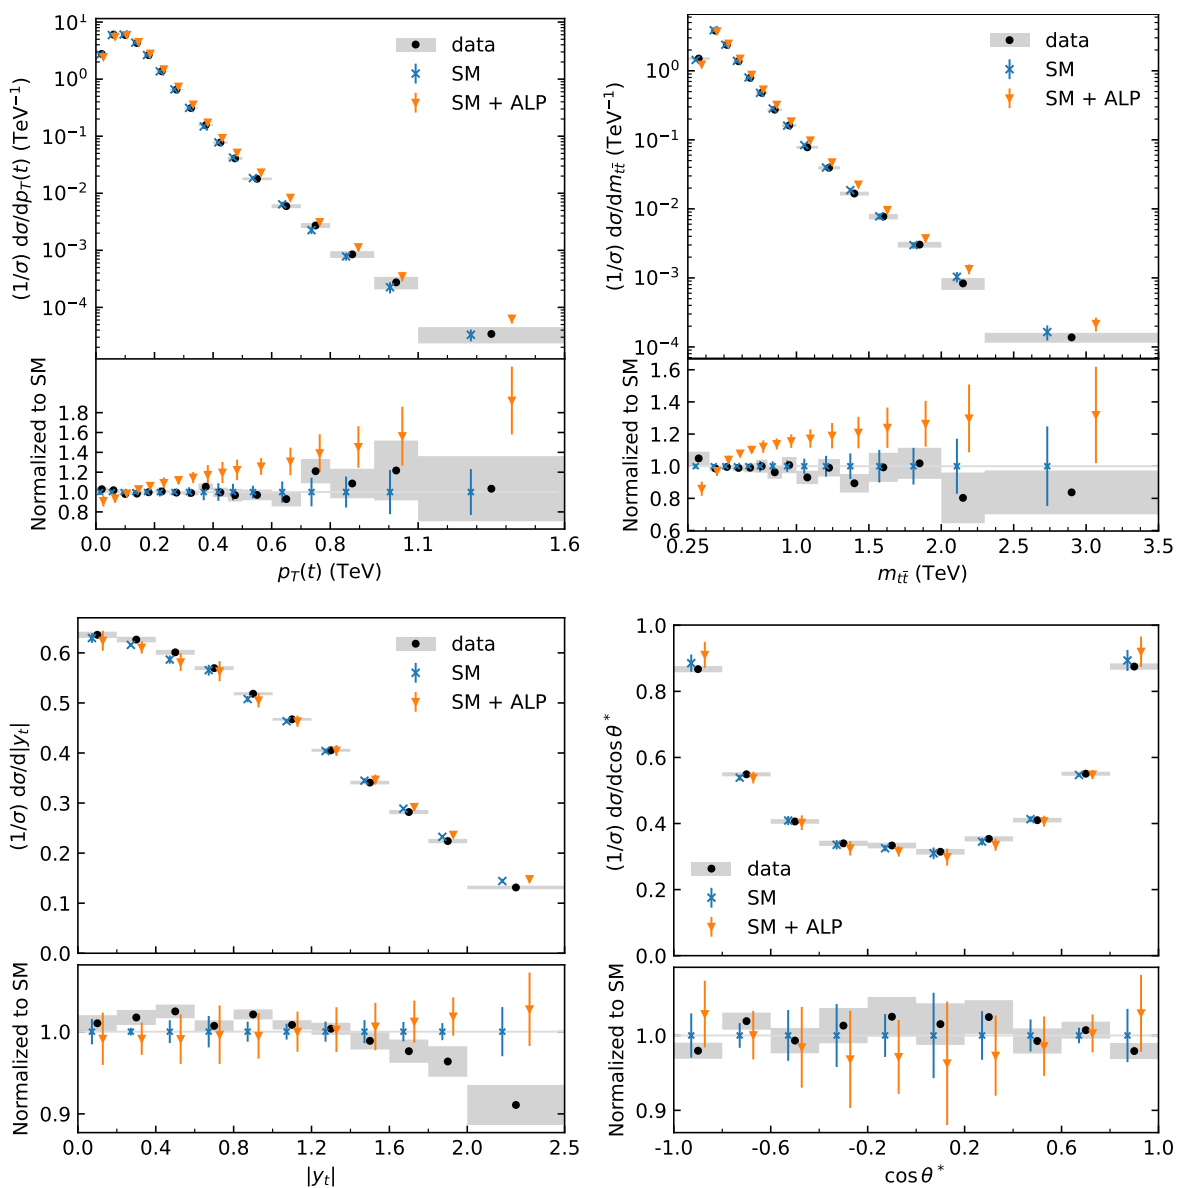 10¹
10⁰
10⁻¹
10⁻²
10⁻³
10⁻⁴
(1/σ) dσ/dp_T(t) (TeV⁻¹)
data
SM
SM + ALP
1.8
1.6
1.4
1.2
1.0
0.8
Normalized to SM
0.0 0.2 0.4 0.6 0.8 1.1 1.6
p_T(t) (TeV)
10⁰
10⁻¹
10⁻²
10⁻³
10⁻⁴
(1/σ) dσ/dm_{tt̄} (TeV⁻¹)
data
SM
SM + ALP
1.6
1.4
1.2
1.0
0.8
0.6
Normalized to SM
0.25 1.0 1.5 2.0 2.5 3.0 3.5
m_{tt̄} (TeV)
0.6
0.5
0.4
0.3
0.2
0.1
0.0
(1/σ) dσ/d|y_t|
data
SM
SM + ALP
1.0
0.9
Normalized to SM
0.0 0.4 0.8 1.2 1.6 2.0 2.5
|y_t|
1.0
0.8
0.6
0.4
0.2
0.0
(1/σ) dσ/dcosθ*
data
SM
SM + ALP
1.0
0.9
Normalized to SM
-1.0 -0.6 -0.2 0.2 0.6 1.0
cosθ*